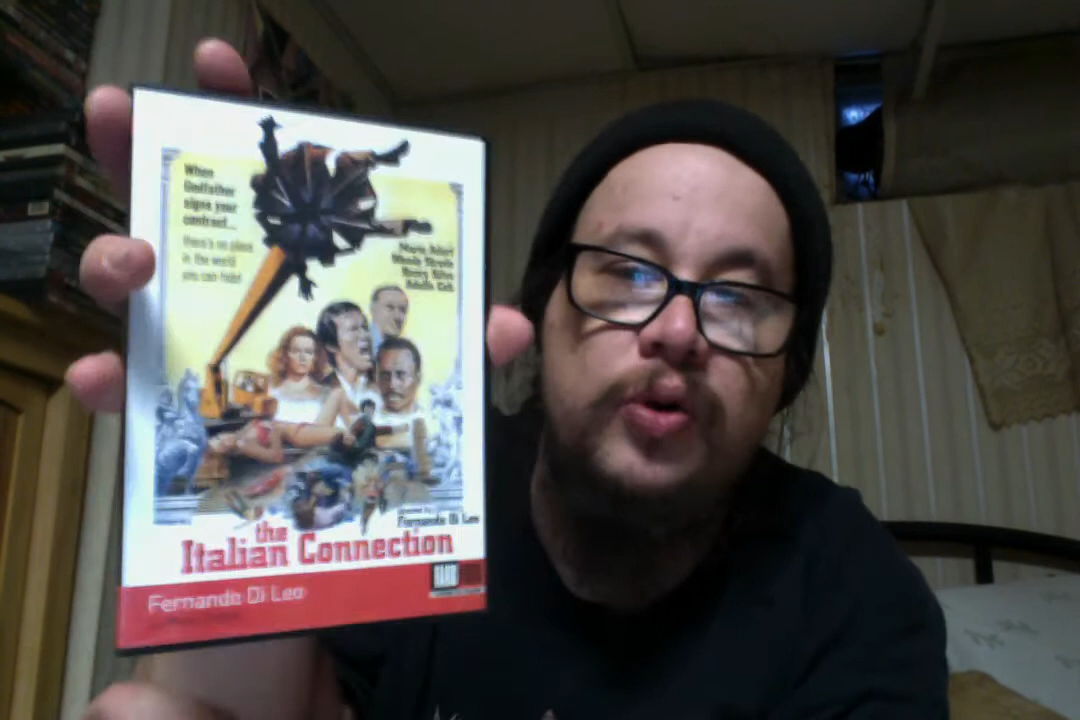 When
Godfather
signs your
contract...
there's no place
in the world
you can hide!
Mario Adorf
Woody Strode
Henry Silva
Adolfo Celi
Fernando Di Leo
the
Italian Connection
Fernando Di Leo